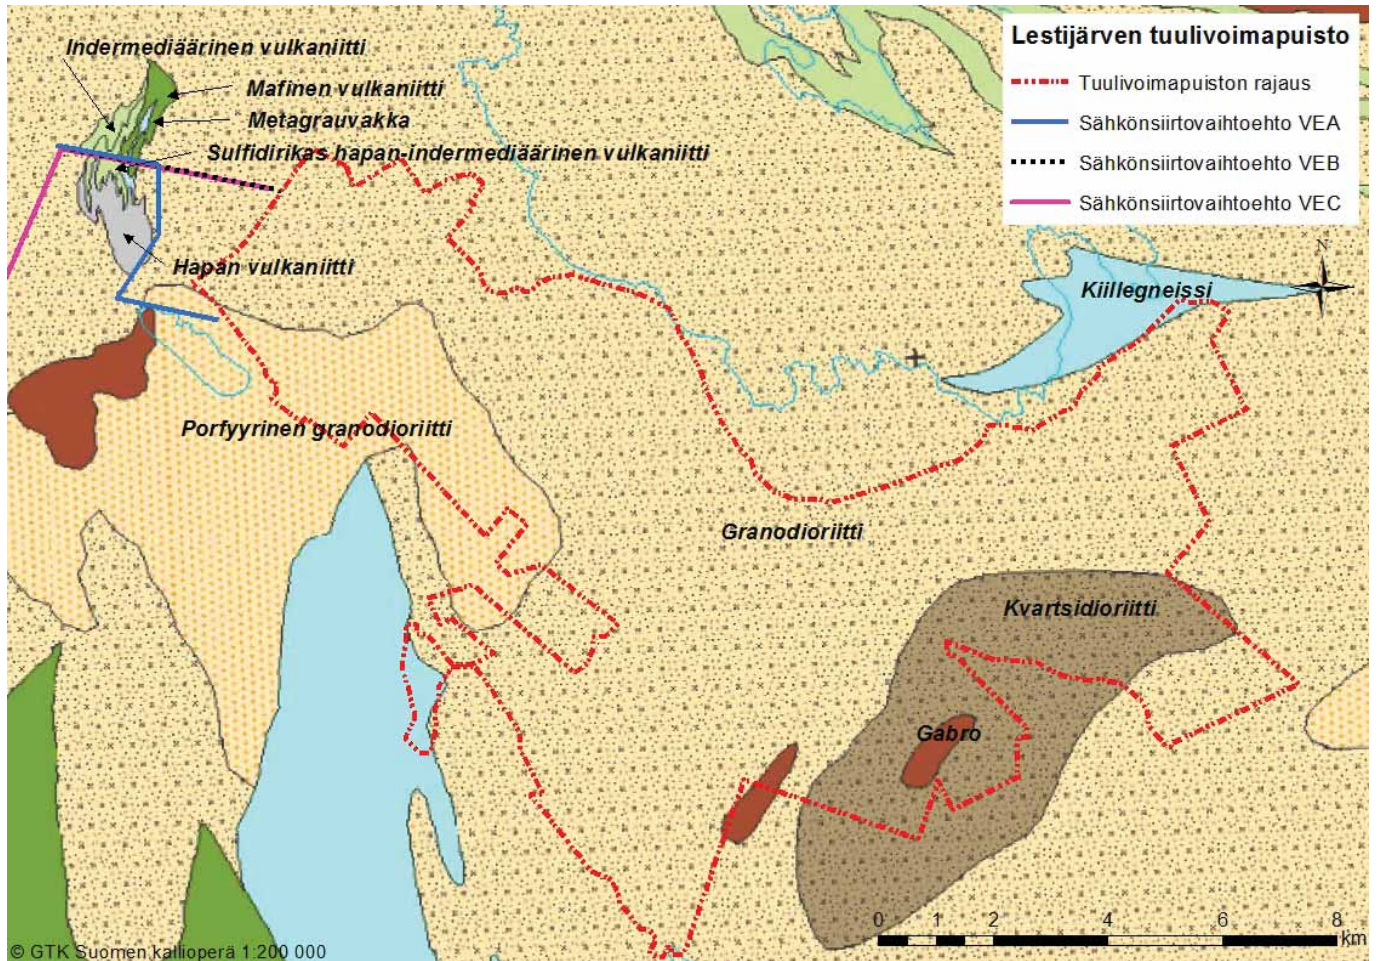 Lestijärven tuulivoimapuisto
Tuulivoimapuiston rajaus
Sähkönsiirtovaihtoehto VEA
Sähkönsiirtovaihtoehto VEB
Sähkönsiirtovaihtoehto VEC
Indermediäärinen vulkaniitti
Mafinen vulkaniitti
Metagrauvakka
Sulfidirikas hapan-indermediäärinen vulkaniitti
Hapan vulkaniitti
N
Kiillegneissi
Porfyyrinen granodioriitti
Granodioriitti
Kvartsidioriitti
Gabro
0 1 2 4 6 8
km
© GTK Suomen kallioperä 1:200 000